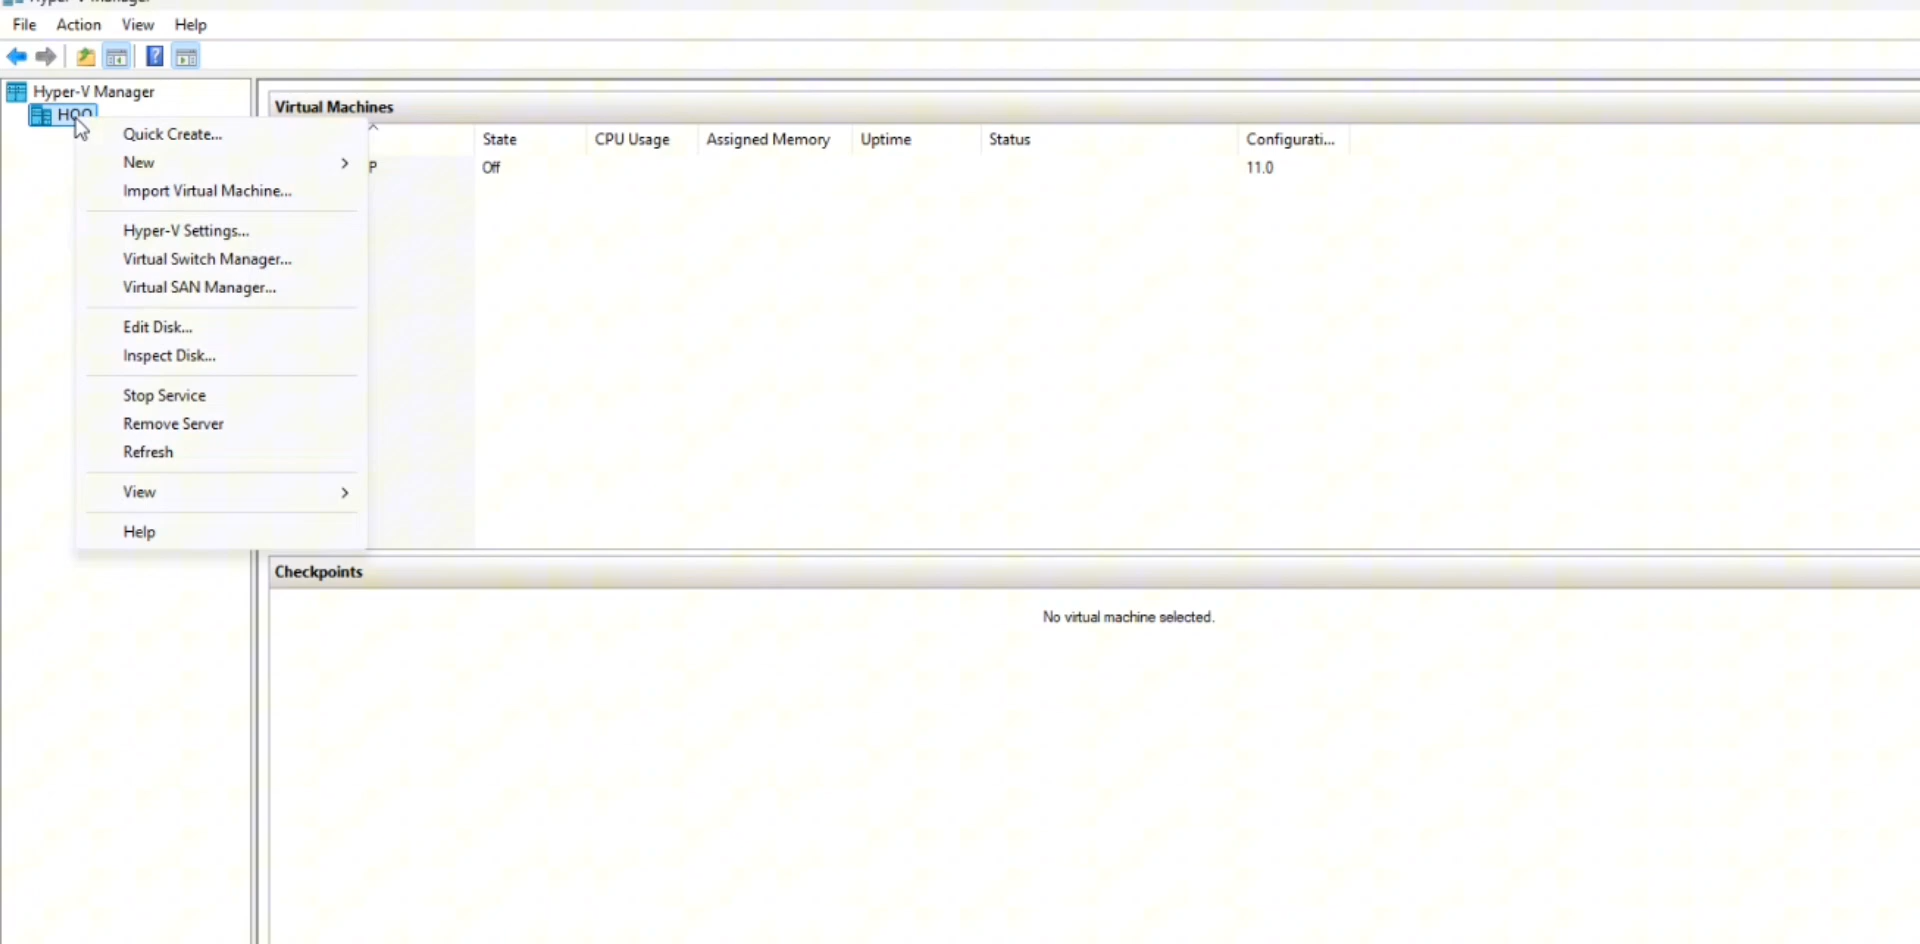 File Action View Help
Hyper-V Manager
Virtual Machines
State CPU Usage Assigned Memory Uptime Status Configurati...
P Off 11.0
Quick Create...
New
Import Virtual Machine...
Hyper-V Settings...
Virtual Switch Manager...
Virtual SAN Manager...
Edit Disk...
Inspect Disk...
Stop Service
Remove Server
Refresh
View
Help
Checkpoints
No virtual machine selected.